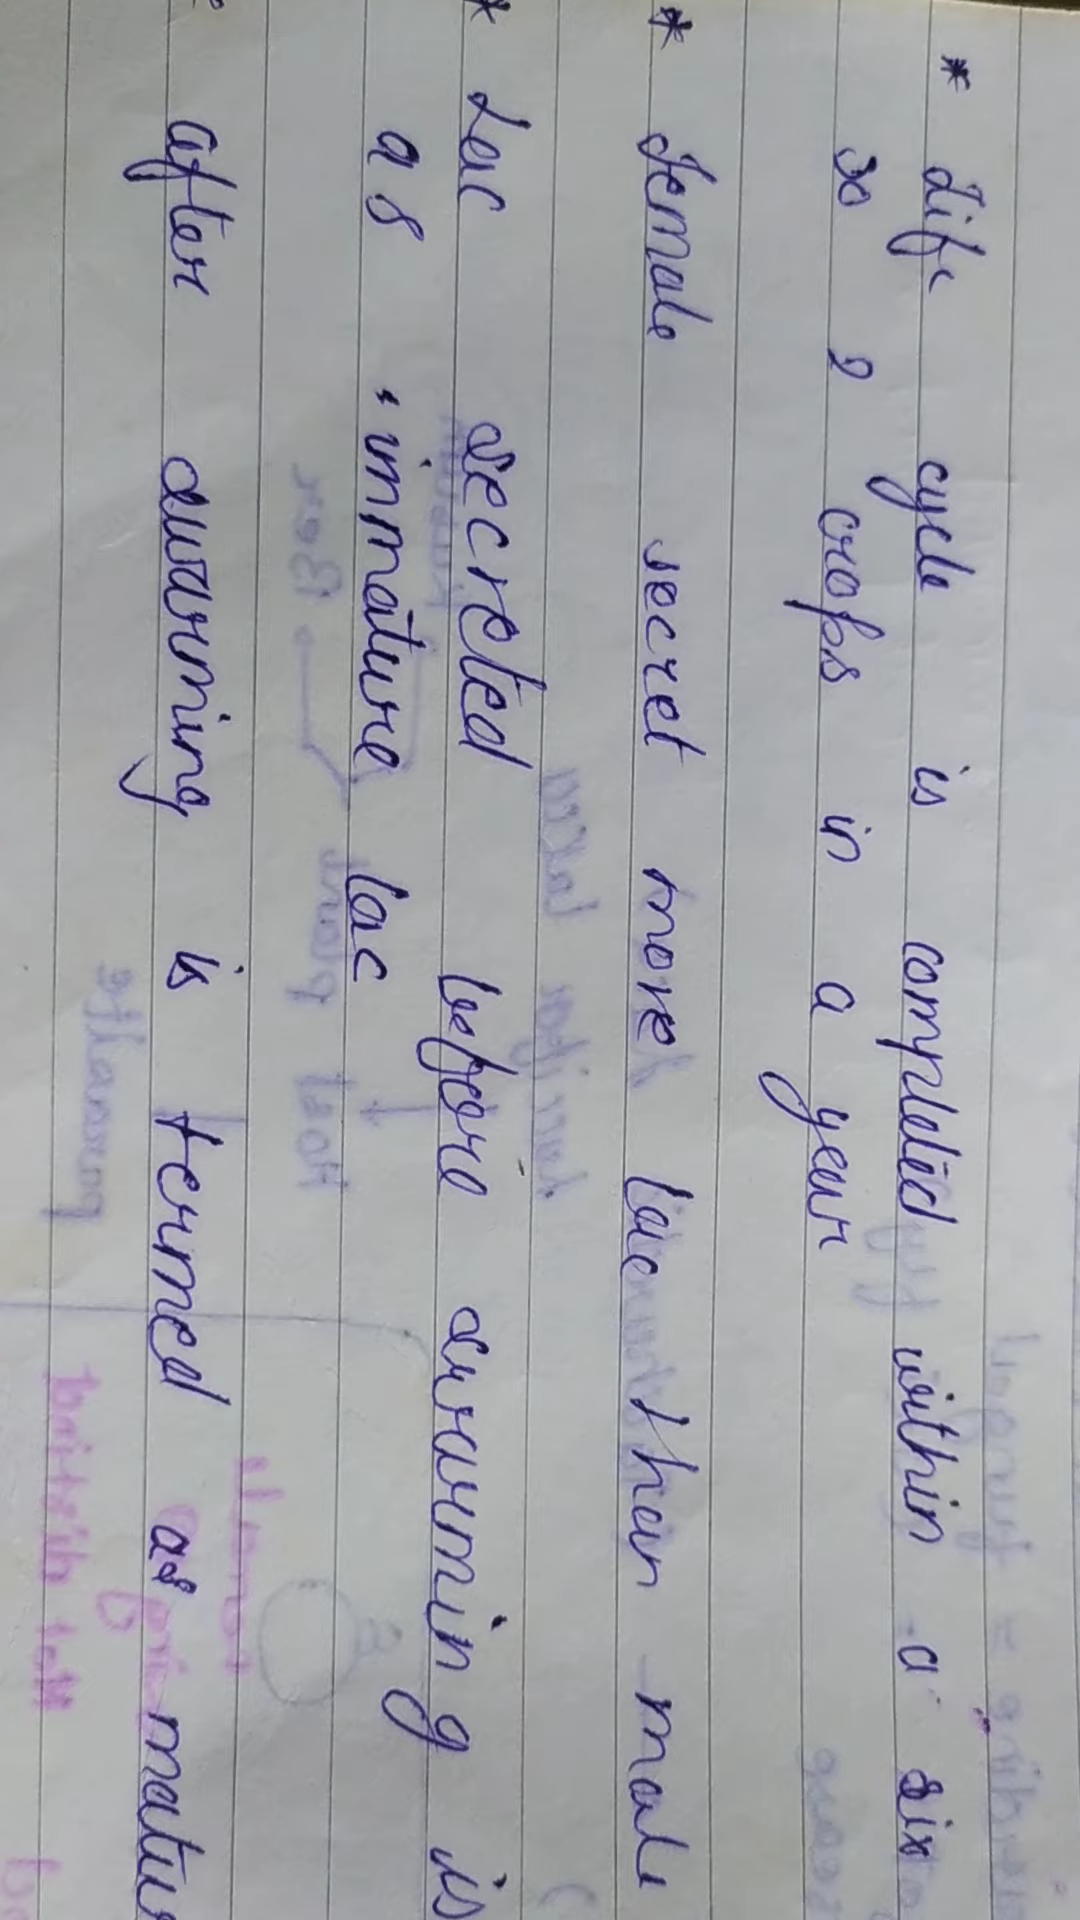 * Life cycle is completed within a six
so 2 crops in a year
* Female secret more lac than male
* Lac secreted before swarming is
as immature lac
* after swarming is termed as